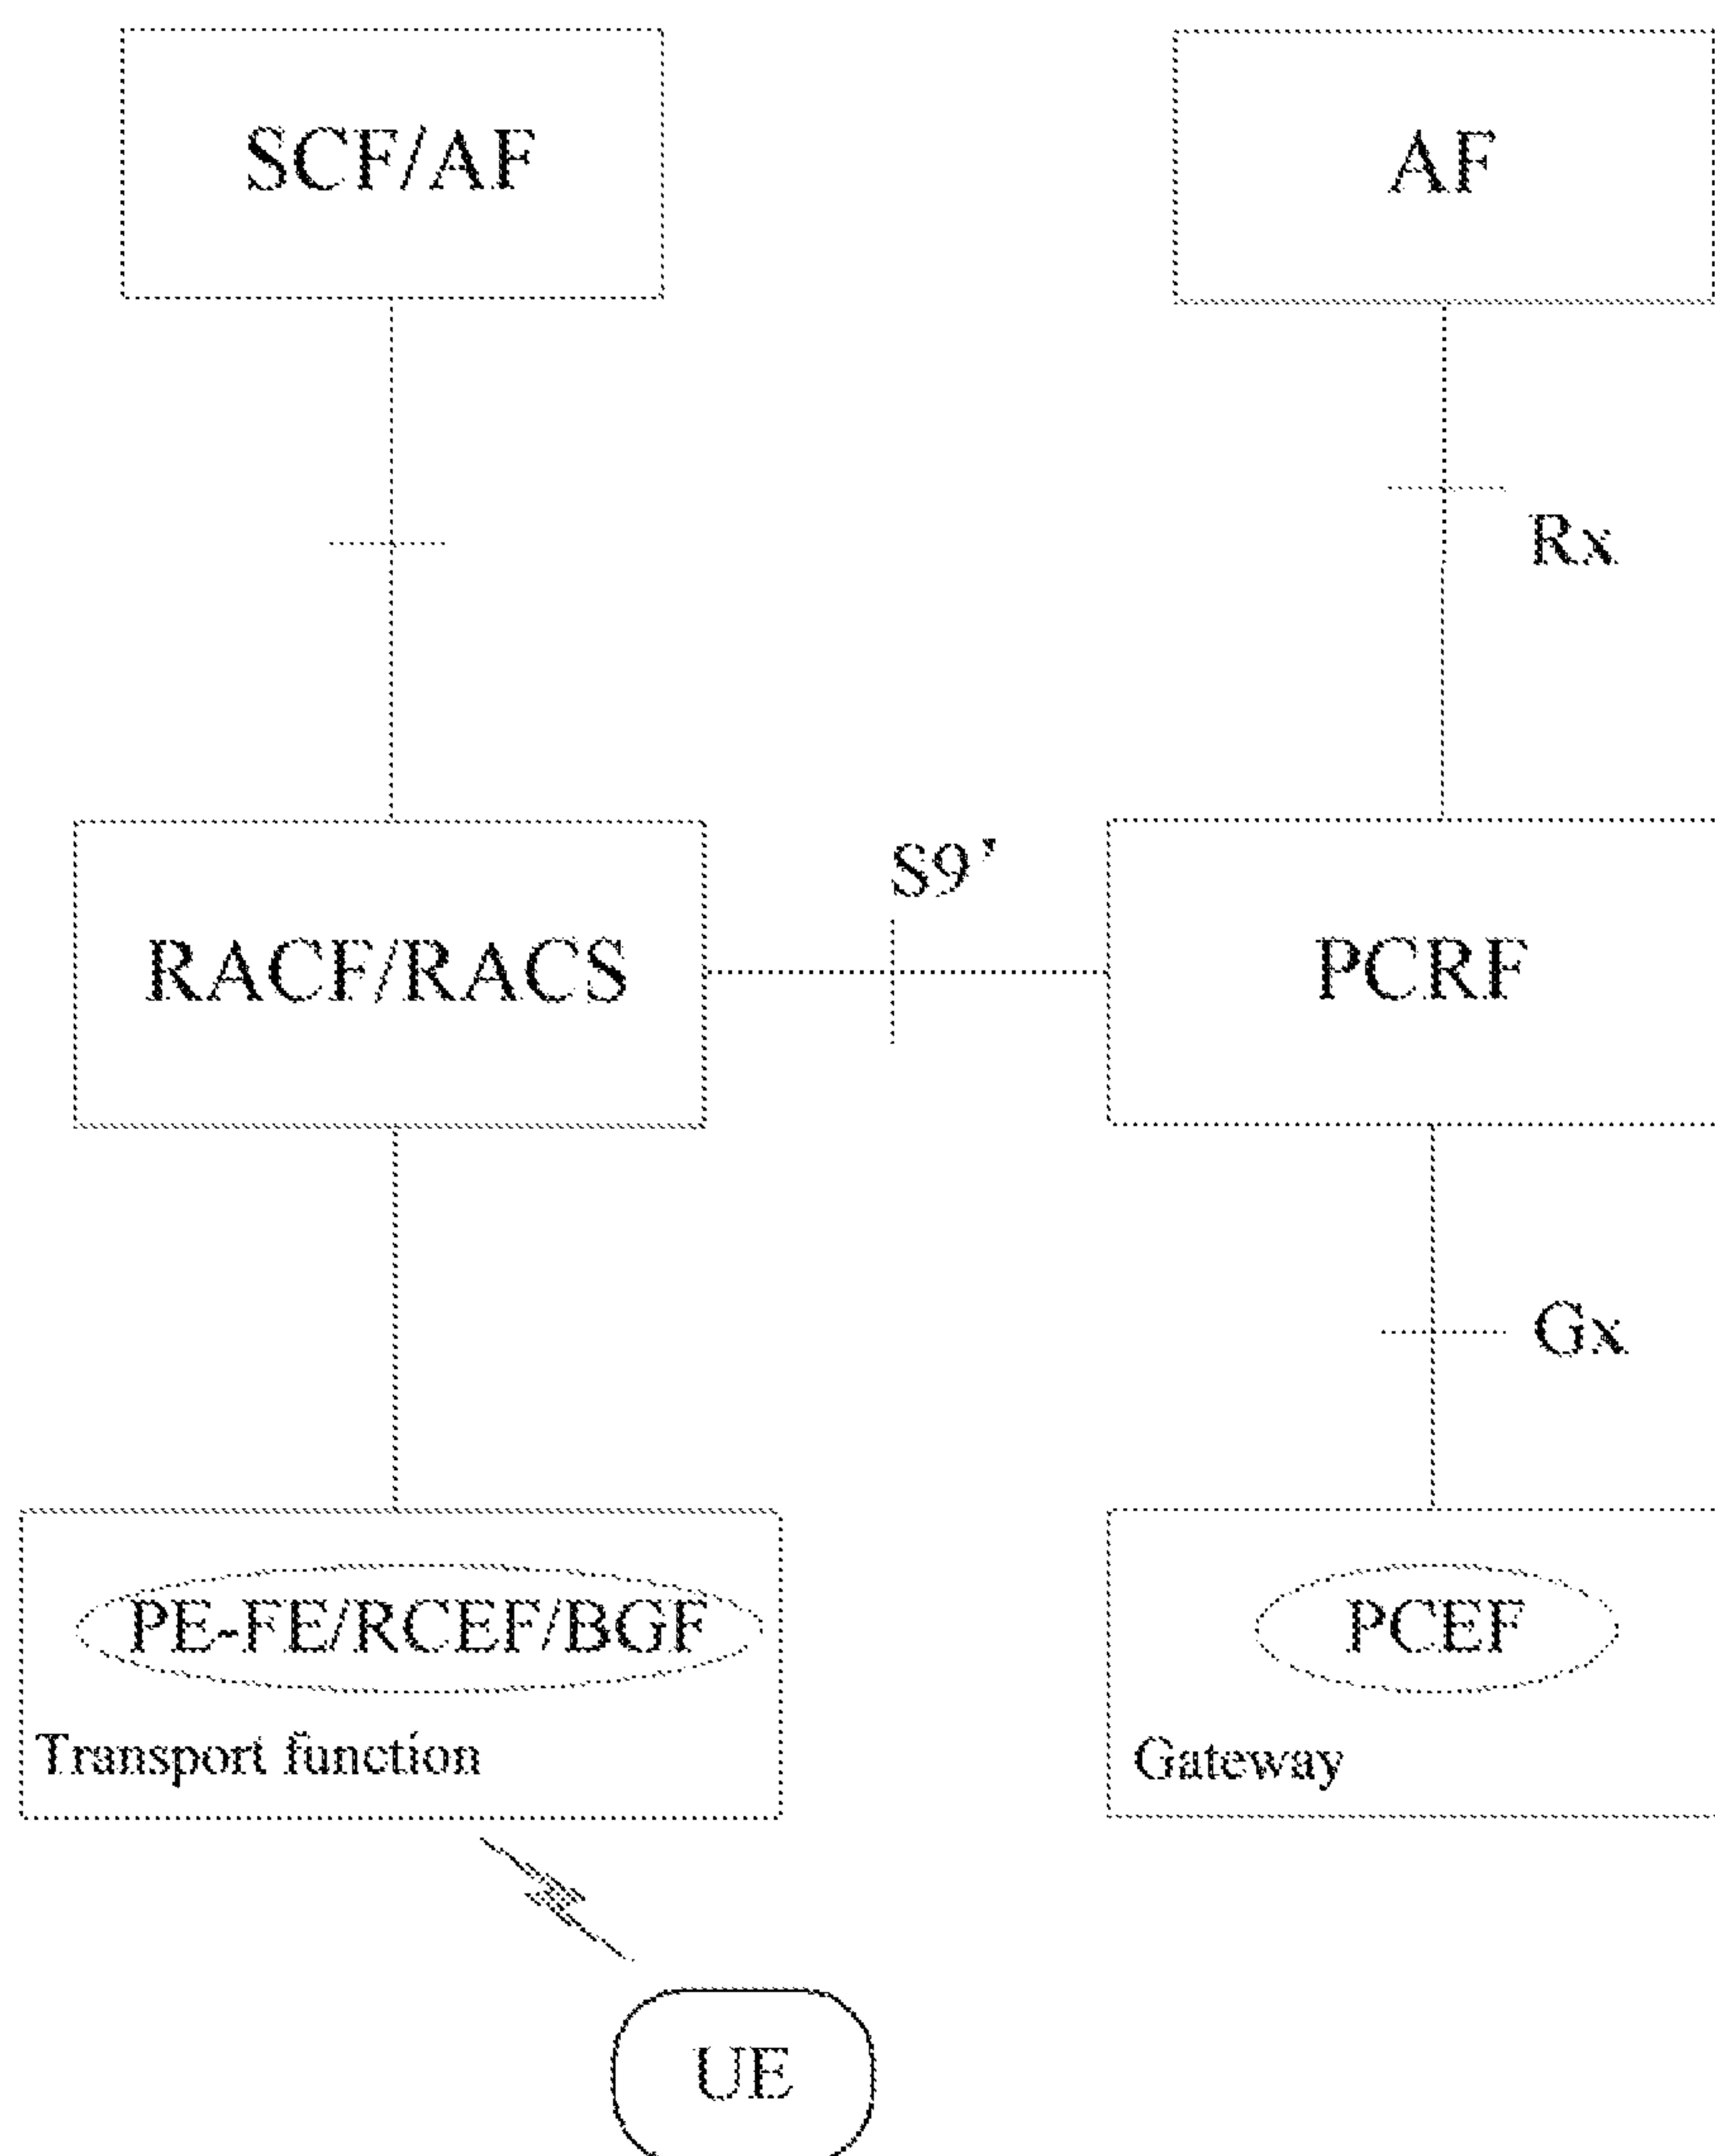 SCF/AF
AF
Rx
S9'
RACF/RACS
PCRF
Gx
PE-FE/RCEF/BGF
PCEF
Transport function
Gateway
UE